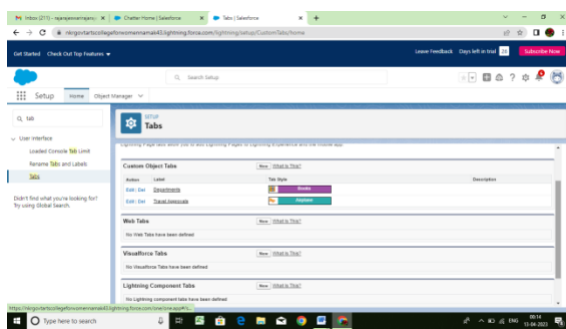 Chatter Home | Salesforce
Tabs | Salesforce
Get Started Check Out Top Features
Leave Feedback Days left in trial Subscribe Now
Search Setup
Setup Home Object Manager
tab
SETUP
Tabs
User Interface
Loaded Console Tab Limit
Rename Tabs and Labels
Tabs
Didn't find what you're looking for?
Try using Global Search.
Custom Object Tabs New What Is This?
Action Label Tab Style Description
Edit | Del Departments Books
Edit | Del Travel Approvals Airplane
Web Tabs New What Is This?
No Web Tabs have been defined
Visualforce Tabs New What Is This?
No Visualforce Tabs have been defined
Lightning Component Tabs New What Is This?
No Lightning component tabs have been defined
Type here to search
ENG
00:14
13-04-2023